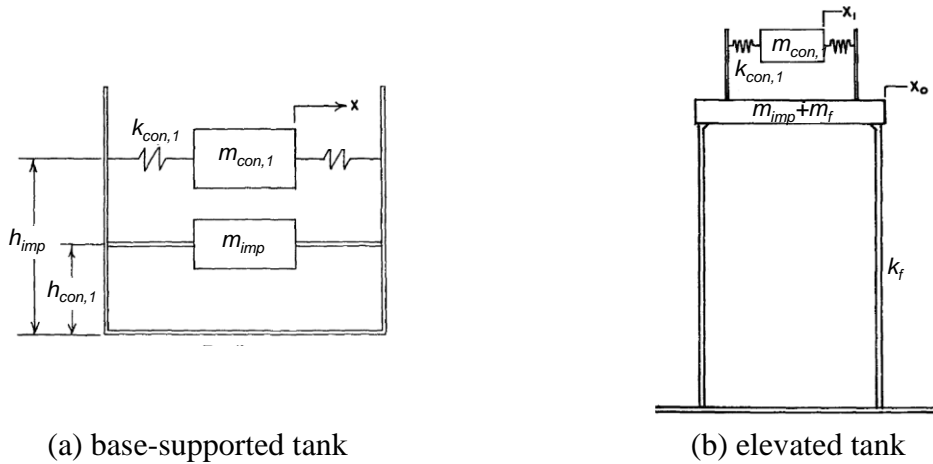 x
k_con,1
m_con,1
h_imp
m_imp
h_con,1
(a) base-supported tank
x_1
m_con,
k_con,1
x_o
m_imp+m_f
k_f
(b) elevated tank